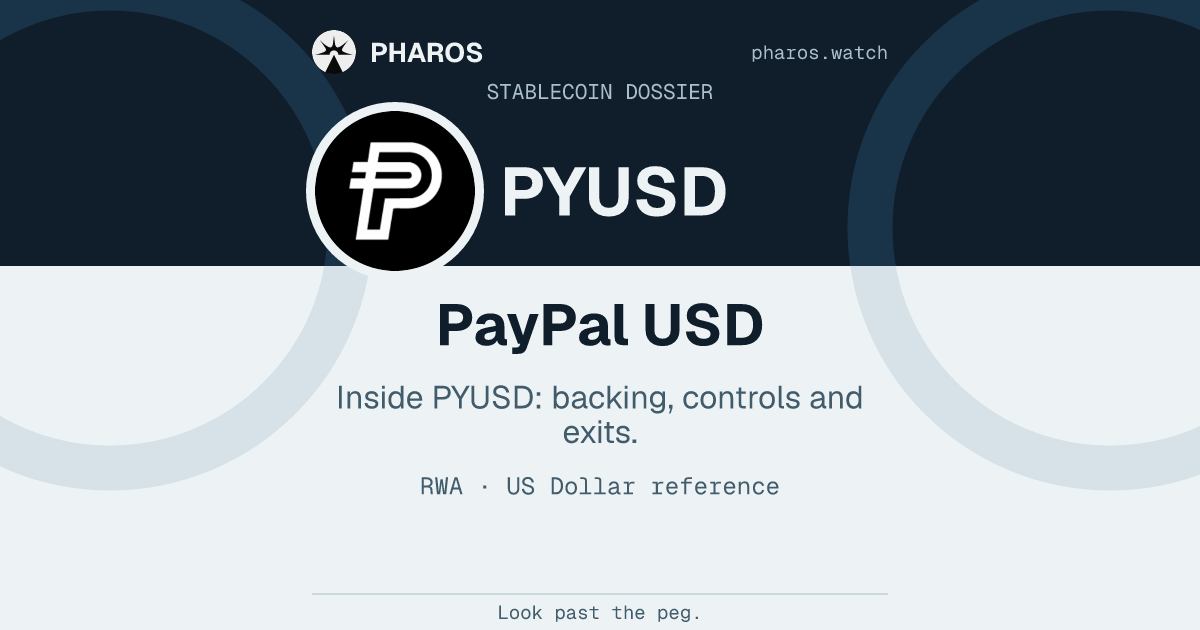 PHAROS
pharos.watch
STABLECOIN DOSSIER
PYUSD
PayPal USD
Inside PYUSD: backing, controls and
exits.
RWA · US Dollar reference
Look past the peg.